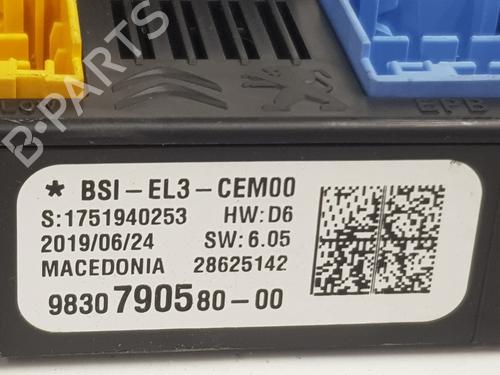 EPB
B-PARTS
* BSI-EL3-CEM00
S:1751940253 HW:D6
2019/06/24 SW:6.05
MACEDONIA 28625142
9830790580-00